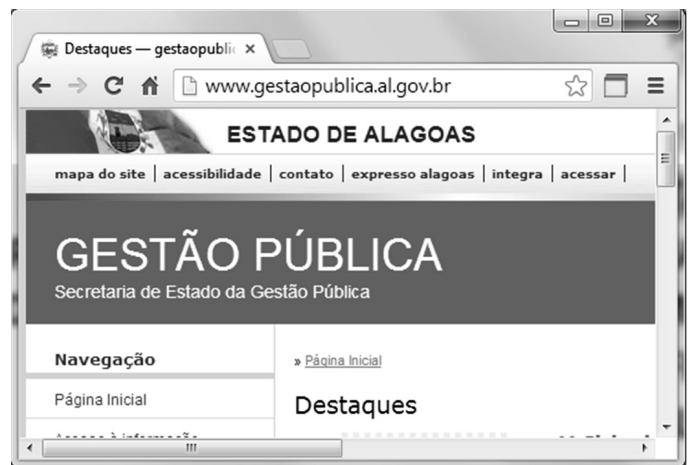 Destaques — gestaopublic
www.gestaopublica.al.gov.br
ESTADO DE ALAGOAS
mapa do site | acessibilidade | contato | expresso alagoas | integra | acessar |
GESTÃO PÚBLICA
Secretaria de Estado da Gestão Pública
Navegação
» Página Inicial
Página Inicial
Destaques